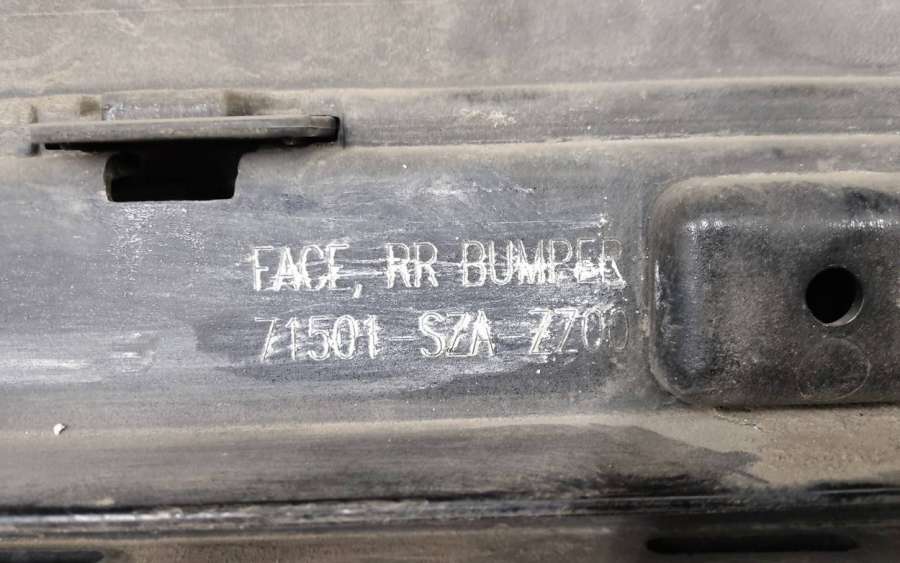 FACE, RR BUMPER
71501 SZA Z700